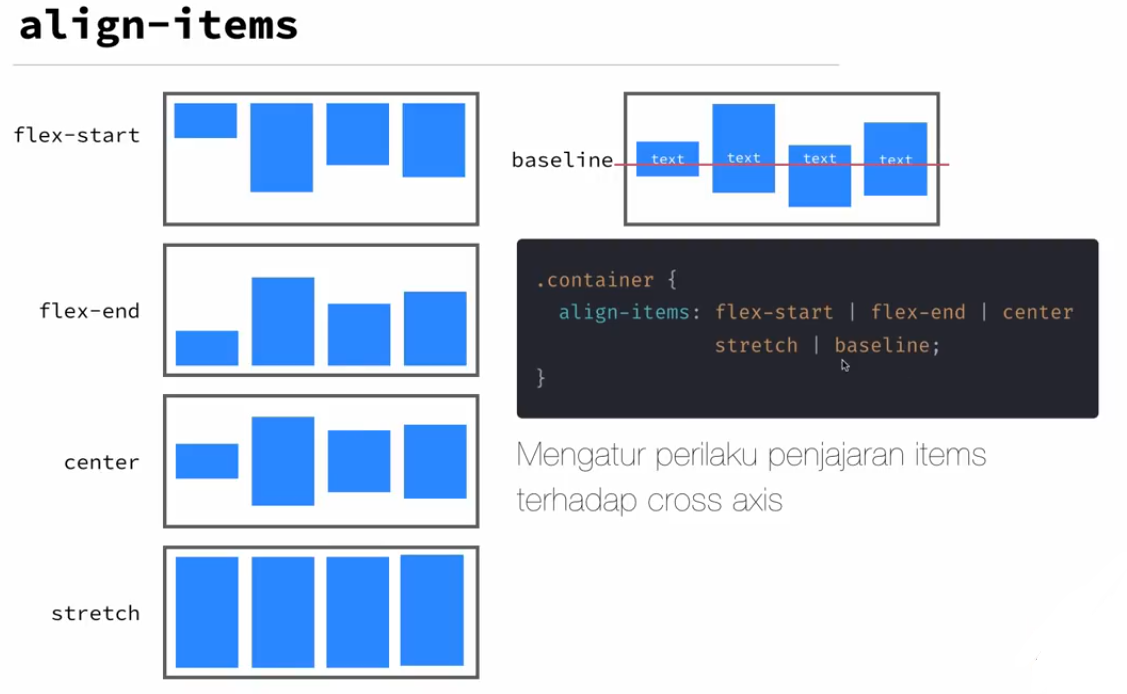 align-items
flex-start
flex-end
center
stretch
baseline
text text text text
.container {
align-items: flex-start | flex-end | center
stretch | baseline;
}
Mengatur perilaku penjajaran items
terhadap cross axis